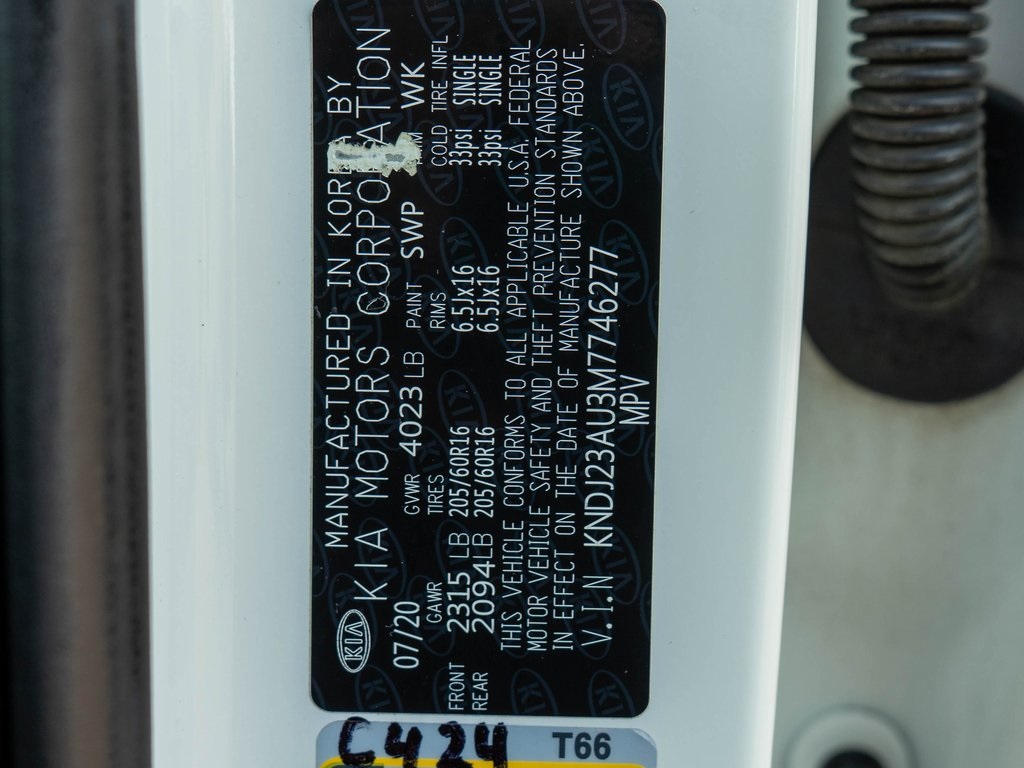 MANUFACTURED IN KOREA BY
KIA KIA MOTORS CORPORATION
07/20 GVWR 4023 LB PAINT SWP WK
GAWR TIRES RIMS COLD TIRE INFL
FRONT 2315 LB 205/60R16 6.5Jx16 33psi SINGLE
REAR 2094LB 205/60R16 6.5Jx16 33psi SINGLE
THIS VEHICLE CONFORMS TO ALL APPLICABLE U.S.A. FEDERAL
MOTOR VEHICLE SAFETY AND THEFT PREVENTION STANDARDS
IN EFFECT ON THE DATE OF MANUFACTURE SHOWN ABOVE.
V.I.N KNDJ23AU3M7746277
MPV
C424 T66